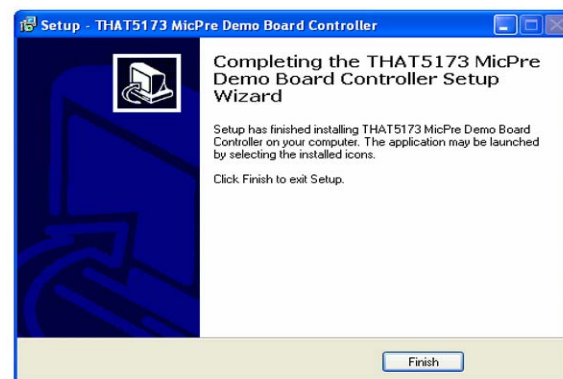 Setup - THAT5173 MicPre Demo Board Controller
Completing the THAT5173 MicPre
Demo Board Controller Setup
Wizard
Setup has finished installing THAT5173 MicPre Demo Board
Controller on your computer. The application may be launched
by selecting the installed icons.
Click Finish to exit Setup.
Finish